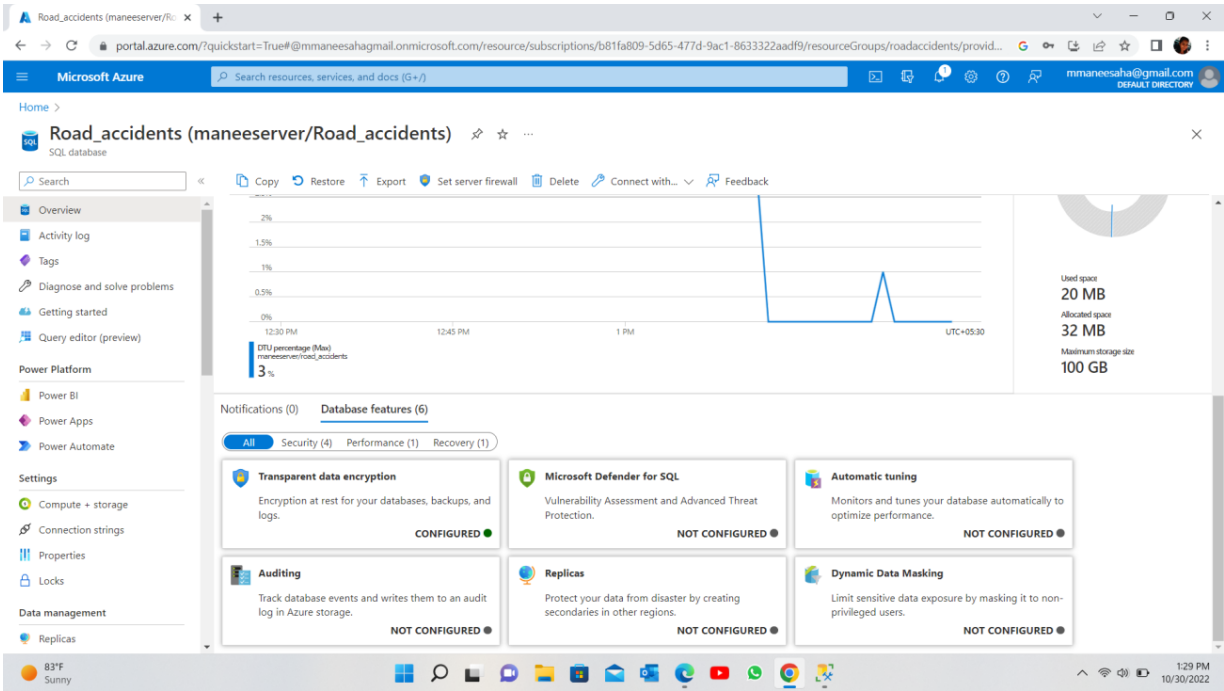 Road_accidents (maneeserver/Ro
portal.azure.com/?quickstart=True#@mmaneesahagmail.onmicrosoft.com/resource/subscriptions/b81fa809-5d65-477d-9ac1-8633322aadf9/resourceGroups/roadaccidents/provid...
Microsoft Azure
Search resources, services, and docs (G+/)
1
mmaneesaha@gmail.com
DEFAULT DIRECTORY
Home >
Road_accidents (maneeserver/Road_accidents)
SQL
SQL database
Search
Copy Restore Export Set server firewall Delete Connect with... Feedback
Overview
Activity log
Tags
Diagnose and solve problems
Getting started
Query editor (preview)
Power Platform
Power BI
Power Apps
Power Automate
Settings
Compute + storage
Connection strings
Properties
Locks
Data management
Replicas
2%
1.5%
1%
0.5%
0%
12:30 PM 12:45 PM 1 PM UTC+05:30
DTU percentage (Max)
maneeserver/road_accidents
3 %
Used space
20 MB
Allocated space
32 MB
Maximum storage size
100 GB
Notifications (0) Database features (6)
All Security (4) Performance (1) Recovery (1)
Transparent data encryption
Encryption at rest for your databases, backups, and
logs.
CONFIGURED
Microsoft Defender for SQL
Vulnerability Assessment and Advanced Threat
Protection.
NOT CONFIGURED
Automatic tuning
Monitors and tunes your database automatically to
optimize performance.
NOT CONFIGURED
Auditing
Track database events and writes them to an audit
log in Azure storage.
NOT CONFIGURED
Replicas
Protect your data from disaster by creating
secondaries in other regions.
NOT CONFIGURED
Dynamic Data Masking
Limit sensitive data exposure by masking it to non-
privileged users.
NOT CONFIGURED
83°F
Sunny
1:29 PM
10/30/2022